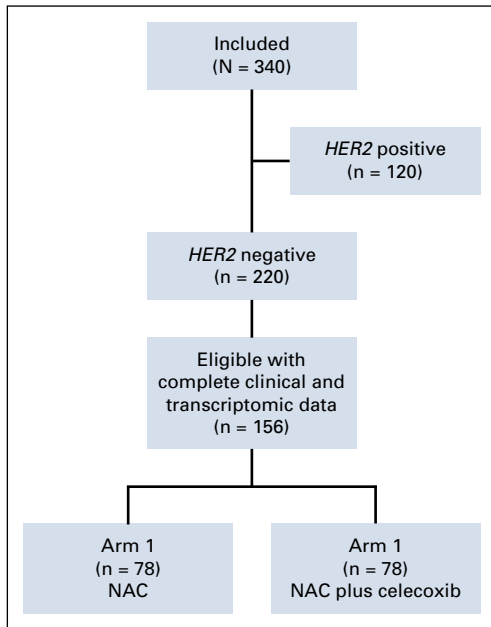 Included
(N = 340)
HER2 positive
(n = 120)
HER2 negative
(n = 220)
Eligible with
complete clinical and
transcriptomic data
(n = 156)
Arm 1
(n = 78)
NAC
Arm 1
(n = 78)
NAC plus celecoxib